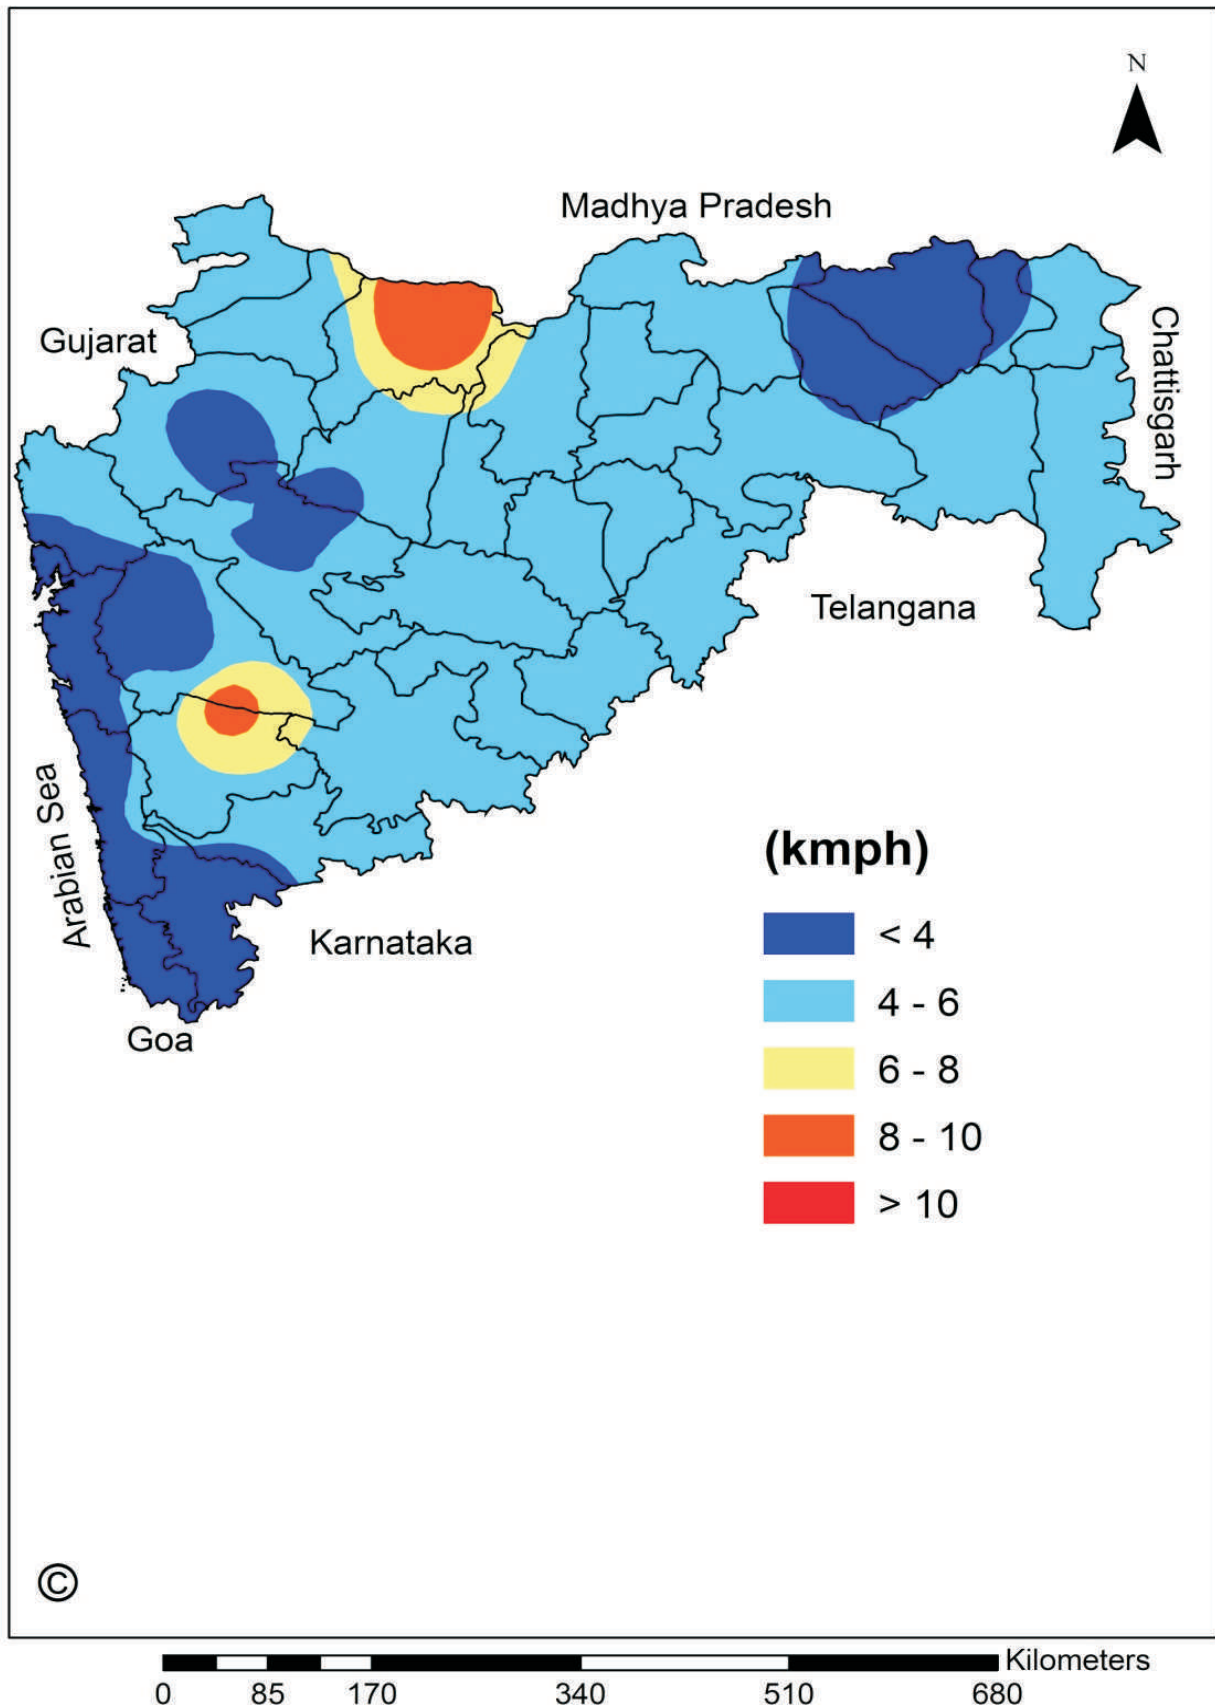 N
Madhya Pradesh
Gujarat
Chattisgarh
Telangana
Arabian Sea
Karnataka
Goa
(kmph)
< 4
4 - 6
6 - 8
8 - 10
> 10
©
Kilometers
0 85 170 340 510 680